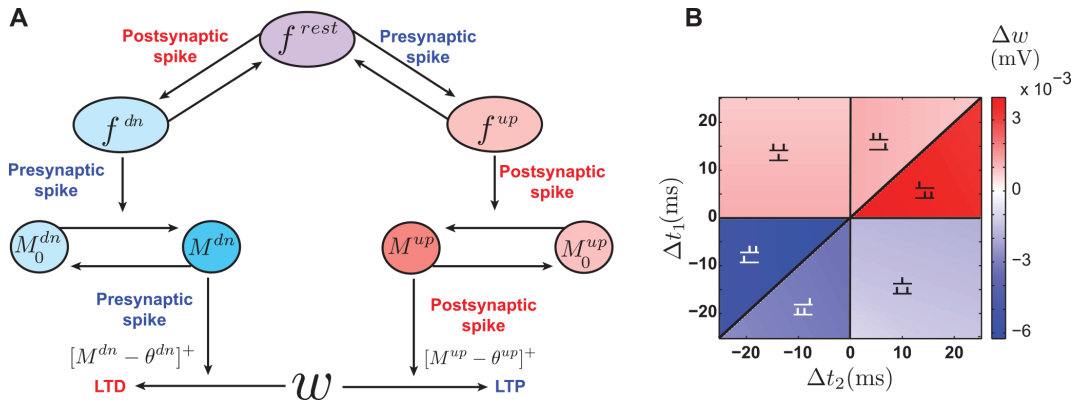 A
f^{rest}
Postsynaptic
spike
Presynaptic
spike
f^{dn}
f^{up}
Presynaptic
spike
Postsynaptic
spike
M_0^{dn}
M^{dn}
M^{up}
M_0^{up}
Presynaptic
spike
Postsynaptic
spike
[M^{dn} − θ^{dn}]^+
[M^{up} − θ^{up}]^+
LTD
w
LTP
B
Δw
(mV)
x 10^{−3}
3
0
−3
−6
Δt_1(ms)
20
10
0
−10
−20
−20
−10
0
10
20
Δt_2(ms)